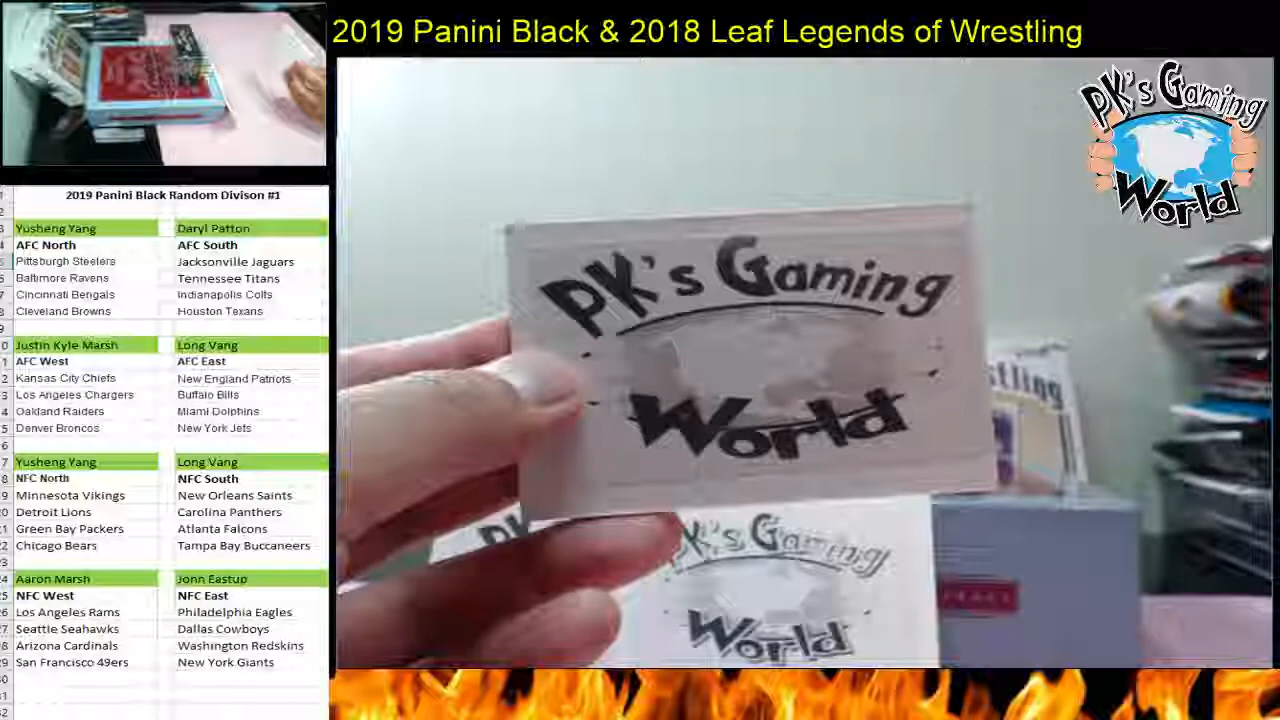 2019 Panini Black & 2018 Leaf Legends of Wrestling
PK's Gaming
World
2019 Panini Black Random Divison #1
Yusheng Yang Daryl Patton
AFC North AFC South
Pittsburgh Steelers Jacksonville Jaguars
Baltimore Ravens Tennessee Titans
Cincinnati Bengals Indianapolis Colts
Cleveland Browns Houston Texans
Justin Kyle Marsh Long Vang
AFC West AFC East
Kansas City Chiefs New England Patriots
Los Angeles Chargers Buffalo Bills
Oakland Raiders Miami Dolphins
Denver Broncos New York Jets
Yusheng Yang Long Vang
NFC North NFC South
Minnesota Vikings New Orleans Saints
Detroit Lions Carolina Panthers
Green Bay Packers Atlanta Falcons
Chicago Bears Tampa Bay Buccaneers
Aaron Marsh Jonn Eastup
NFC West NFC East
Los Angeles Rams Philadelphia Eagles
Seattle Seahawks Dallas Cowboys
Arizona Cardinals Washington Redskins
San Francisco 49ers New York Giants
PK's Gaming
World
PK's Gaming
World